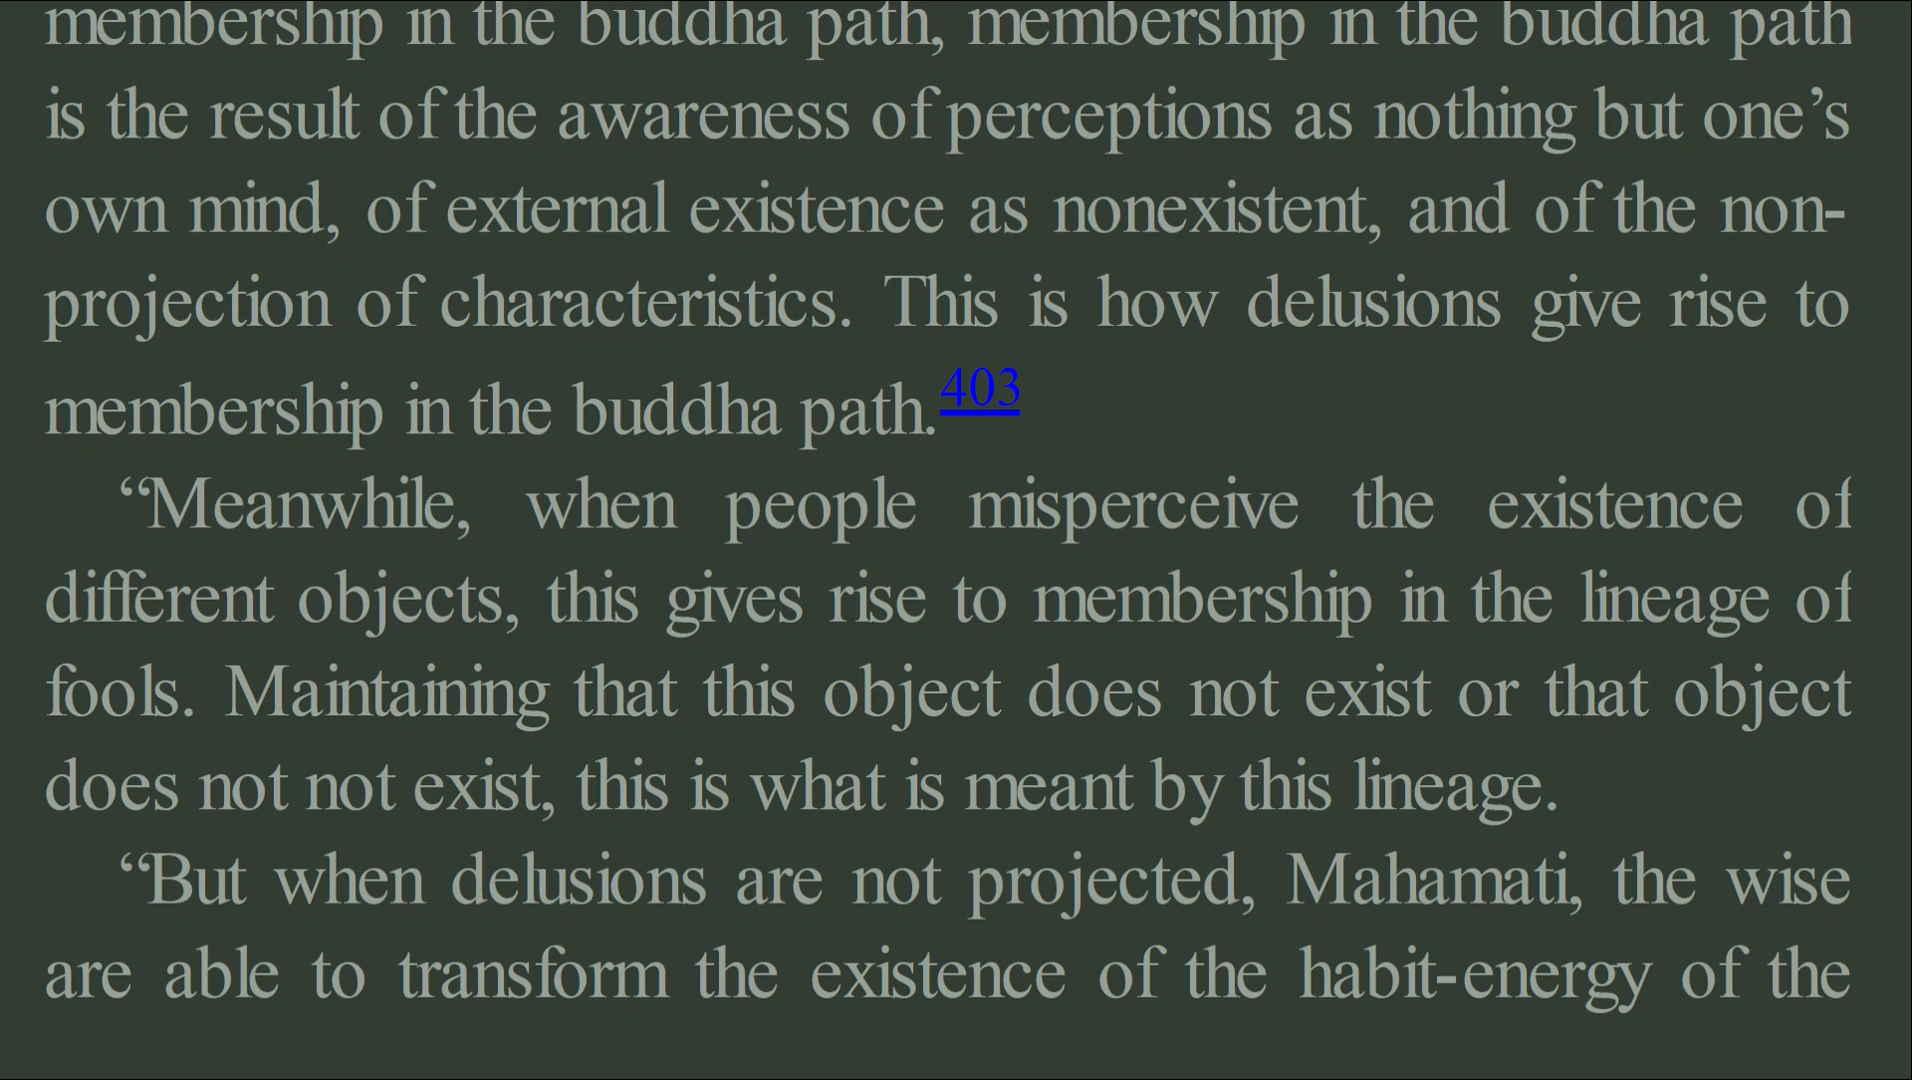 membership in the buddha path, membership in the buddha path
is the result of the awareness of perceptions as nothing but one’s
own mind, of external existence as nonexistent, and of the non-
projection of characteristics. This is how delusions give rise to
membership in the buddha path.403
“Meanwhile, when people misperceive the existence of
different objects, this gives rise to membership in the lineage of
fools. Maintaining that this object does not exist or that object
does not not exist, this is what is meant by this lineage.
“But when delusions are not projected, Mahamati, the wise
are able to transform the existence of the habit-energy of the